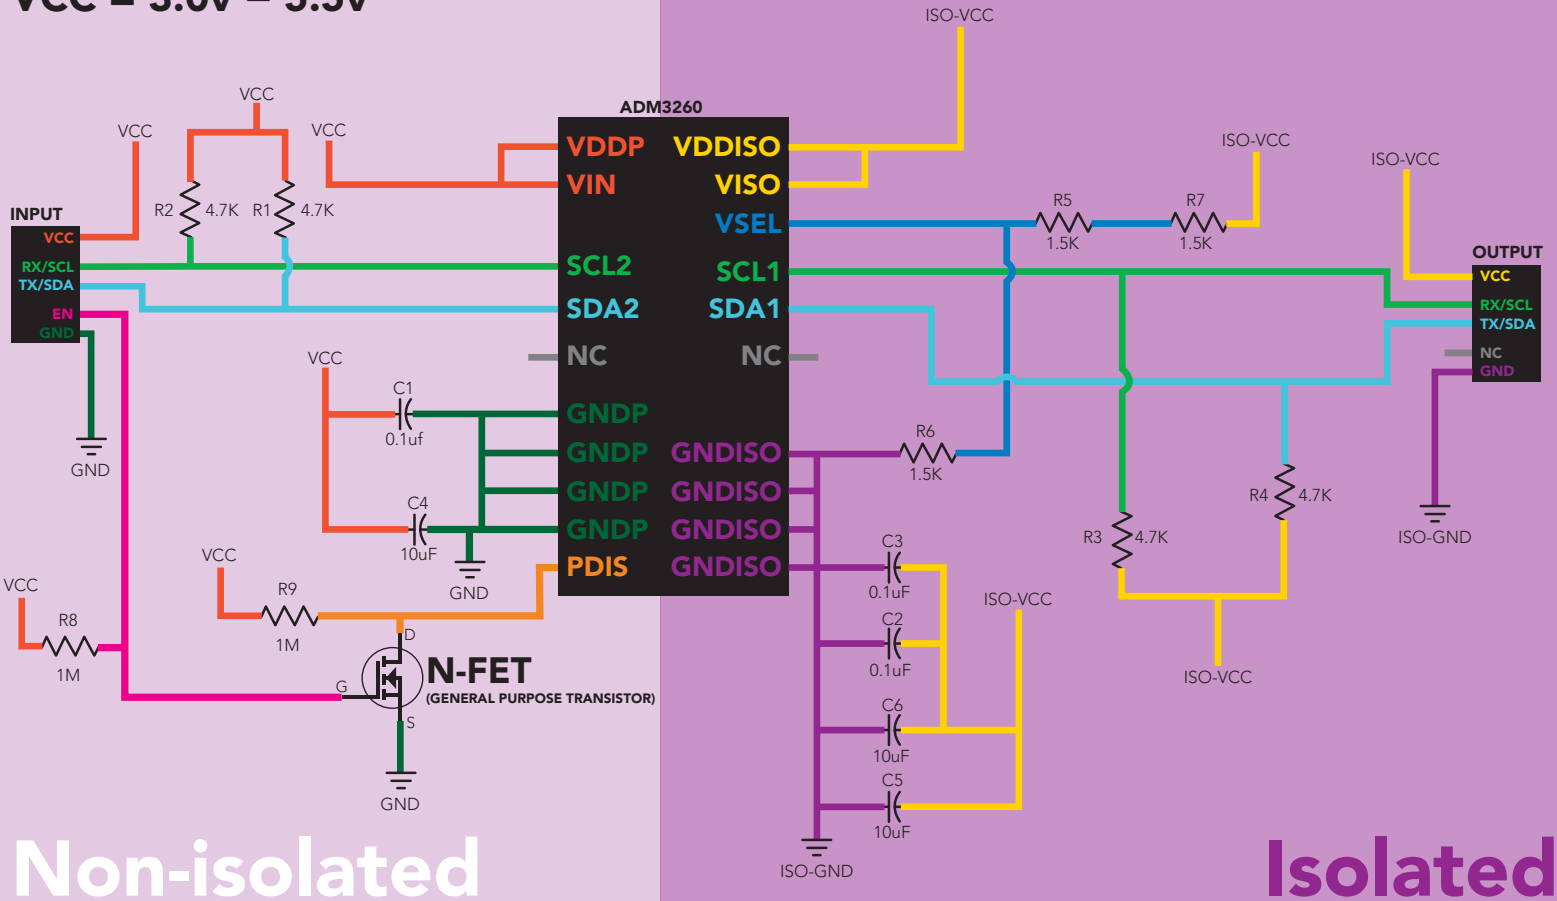 VCC = 3.0v – 5.5v
ISO-VCC
VCC
VCC
VCC
ADM3260
ISO-VCC
ISO-VCC
INPUT
VCC
RX/SCL
TX/SDA
EN
GND
R2
4.7K
R1
4.7K
VDDP
VIN
SCL2
SDA2
NC
GNDP
GNDP
GNDP
GNDP
PDIS
VDDISO
VISO
VSEL
SCL1
SDA1
NC
GNDISO
GNDISO
GNDISO
GNDISO
R5
1.5K
R7
1.5K
OUTPUT
VCC
RX/SCL
TX/SDA
NC
GND
VCC
C1
0.1uf
C4
10uF
GND
GND
R6
1.5K
R4
4.7K
R3
4.7K
ISO-GND
ISO-VCC
VCC
R9
1M
VCC
R8
1M
D
G
S
N-FET
(GENERAL PURPOSE TRANSISTOR)
GND
C3
0.1uF
C2
0.1uF
C6
10uF
C5
10uF
ISO-VCC
ISO-GND
Non-isolated
Isolated